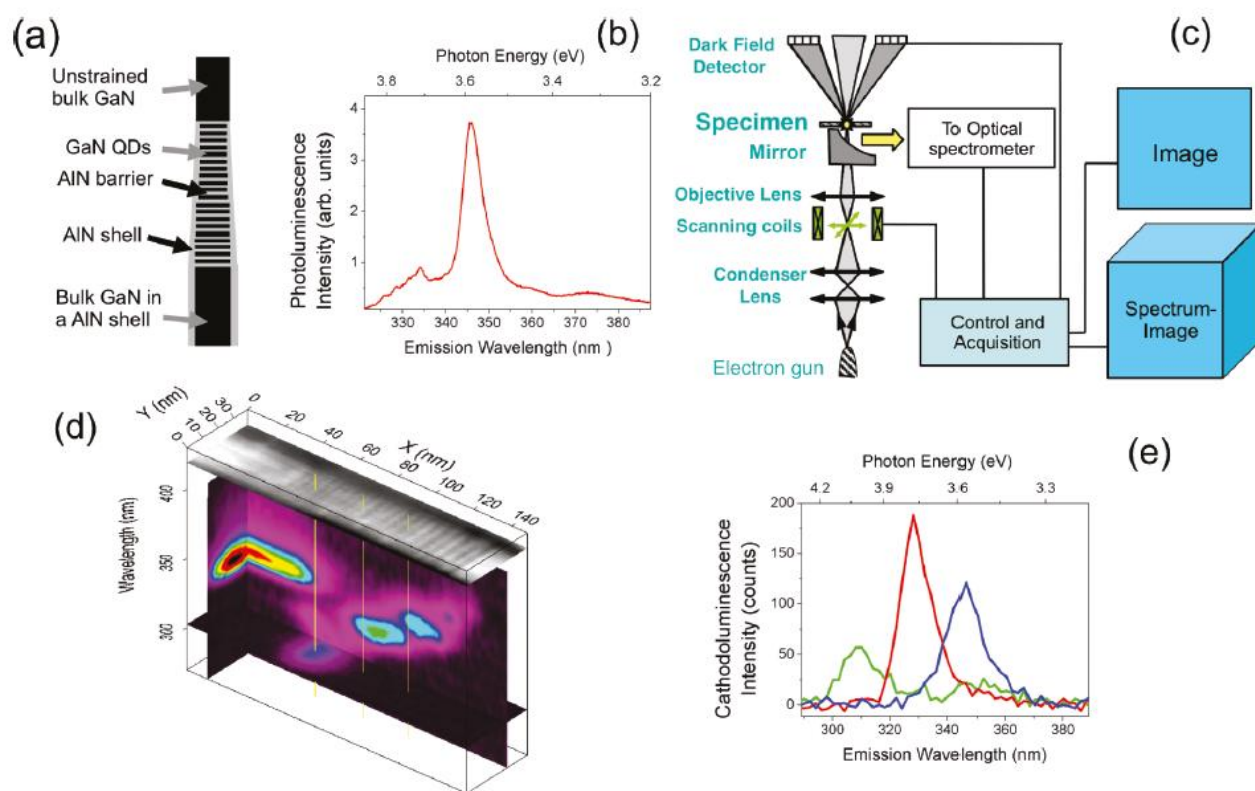 (a)
Unstrained
bulk GaN
GaN QDs
AlN barrier
AlN shell
Bulk GaN in
a AlN shell
(b)
Photon Energy (eV)
3.8 3.6 3.4 3.2
Photoluminescence
Intensity (arb. units)
4
3
2
1
330 340 350 360 370 380
Emission Wavelength (nm )
(c)
Dark Field
Detector
Specimen
Mirror
To Optical
spectrometer
Objective Lens
Scanning coils
Condenser
Lens
Electron gun
Control and
Acquisition
Image
Spectrum-
Image
(d)
Y (nm)
0 10 20 30
X (nm)
0 20 40 60 80 100 120 140
Wavelength (nm)
400
350
300
(e)
Photon Energy (eV)
4.2 3.9 3.6 3.3
Cathodoluminescence
Intensity (counts)
200
150
100
50
0
300 320 340 360 380
Emission Wavelength (nm)